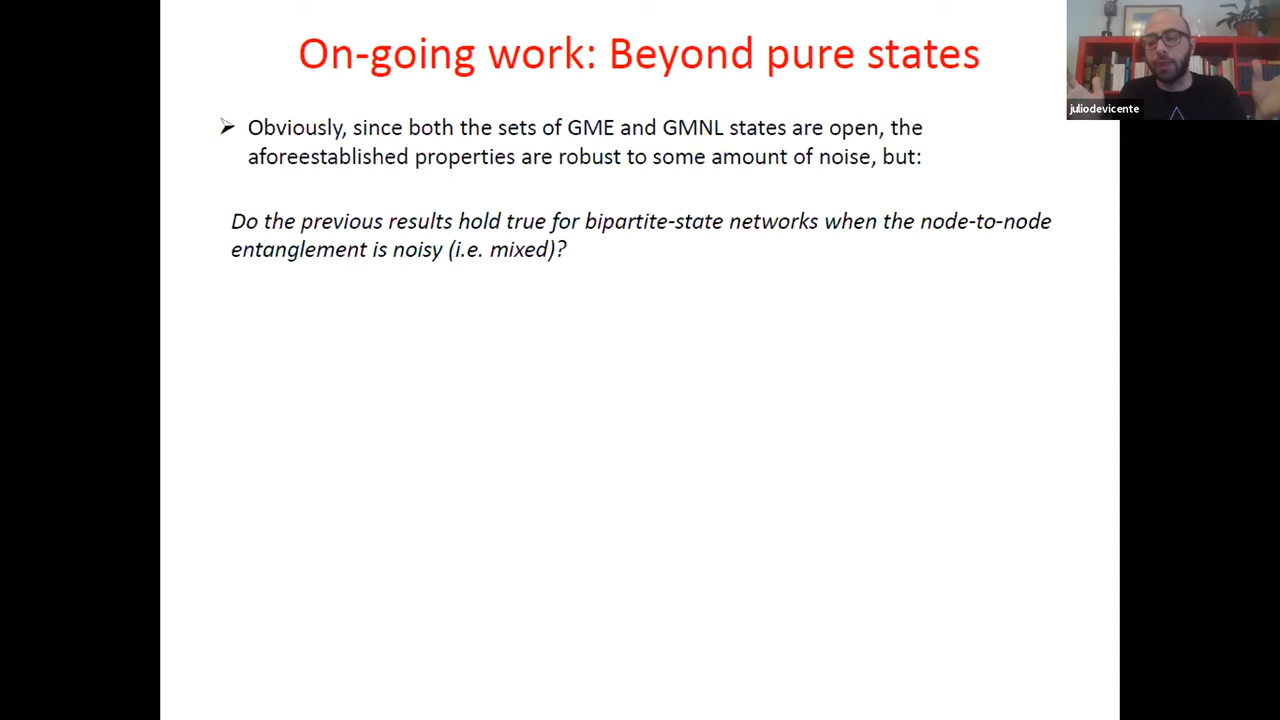 On-going work: Beyond pure states
juliodevicente
➢ Obviously, since both the sets of GME and GMNL states are open, the
aforeestablished properties are robust to some amount of noise, but:
Do the previous results hold true for bipartite-state networks when the node-to-node
entanglement is noisy (i.e. mixed)?